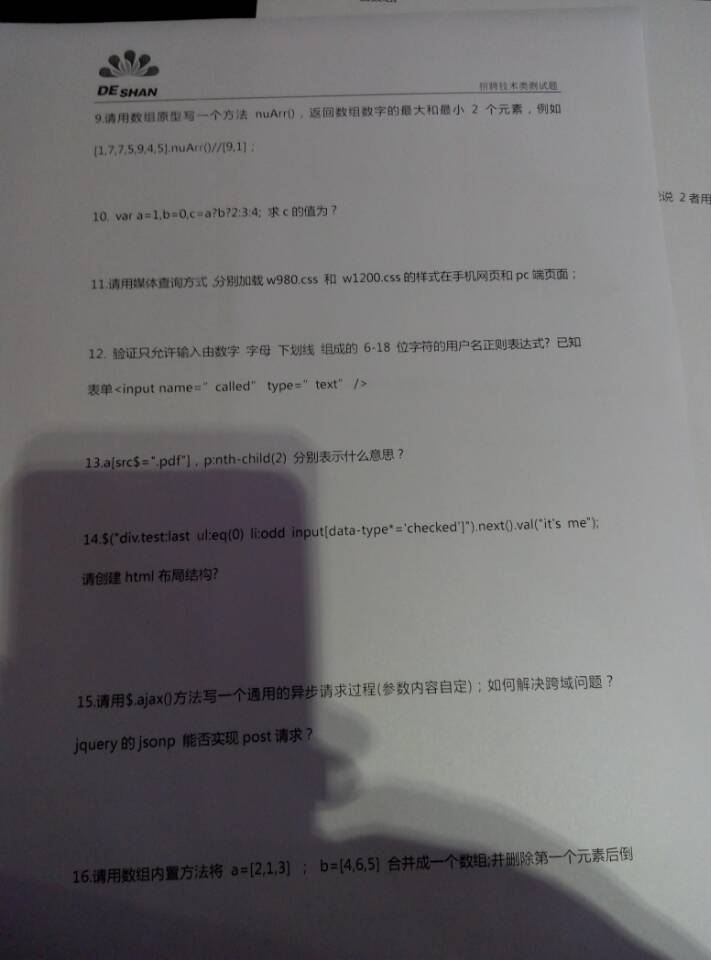 DE SHAN
招聘技术类测试题
9.请用数组原型写一个方法 nuArr()，返回数组数字的最大和最小 2 个元素，例如
[1,7,7,5,9,4,5].nuArr()//[9,1]；
说 2 者用
10. var a=1,b=0,c=a?b?2:3:4; 求 c 的值为？
11.请用媒体查询方式 分别加载 w980.css 和 w1200.css 的样式在手机网页和 pc 端页面；
12. 验证只允许输入由数字 字母 下划线 组成的 6-18 位字符的用户名正则表达式? 已知
表单<input name=" called" type=" text" />
13.a[src$=".pdf"]，p:nth-child(2) 分别表示什么意思？
14.$("div.test:last ul:eq(0) li:odd input[data-type*='checked']").next().val("it's me");
请创建 html 布局结构?
15.请用$.ajax()方法写一个通用的异步请求过程(参数内容自定)；如何解决跨域问题？
jquery 的 jsonp 能否实现 post 请求？
16.请用数组内置方法将 a=[2,1,3] ； b=[4,6,5] 合并成一个数组;并删除第一个元素后倒